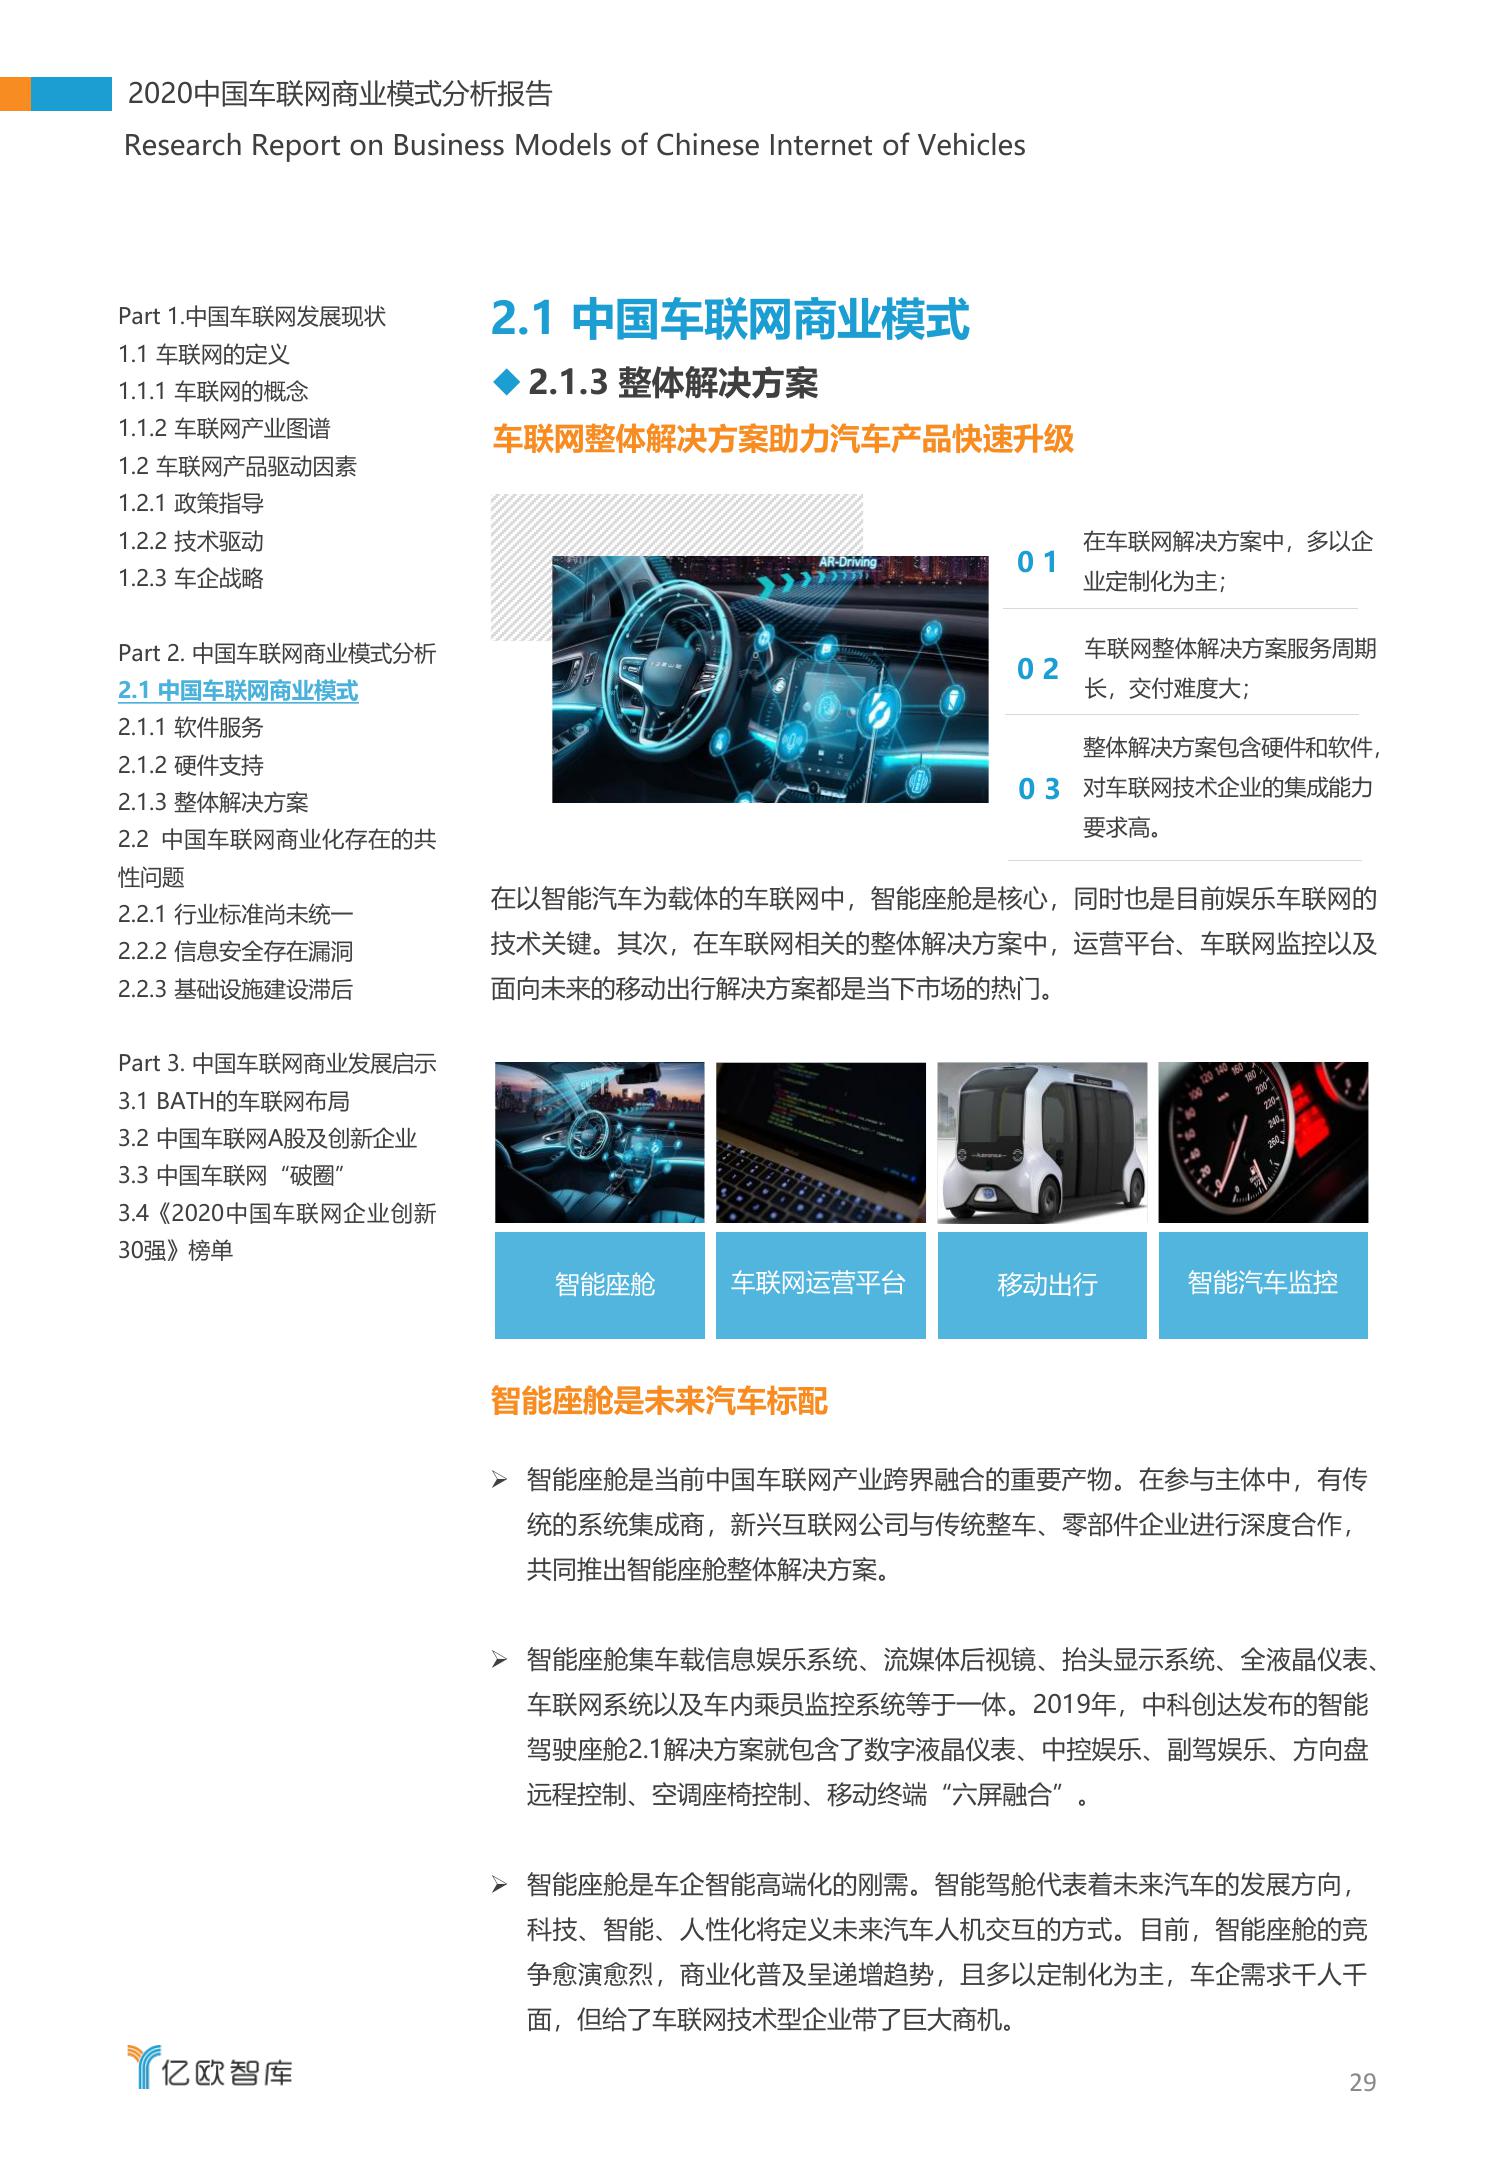 2020中国车联网商业模式分析报告
Research Report on Business Models of Chinese Internet of Vehicles
Part 1.中国车联网发展现状
1.1 车联网的定义
1.1.1 车联网的概念
1.1.2 车联网产业图谱
1.2 车联网产品驱动因素
1.2.1 政策指导
1.2.2 技术驱动
1.2.3 车企战略
Part 2. 中国车联网商业模式分析
2.1 中国车联网商业模式
2.1.1 软件服务
2.1.2 硬件支持
2.1.3 整体解决方案
2.2 中国车联网商业化存在的共
性问题
2.2.1 行业标准尚未统一
2.2.2 信息安全存在漏洞
2.2.3 基础设施建设滞后
Part 3. 中国车联网商业发展启示
3.1 BATH的车联网布局
3.2 中国车联网A股及创新企业
3.3 中国车联网“破圈”
3.4《2020中国车联网企业创新
30强》榜单
2.1 中国车联网商业模式
◆ 2.1.3 整体解决方案
车联网整体解决方案助力汽车产品快速升级
AR-Driving
01
在车联网解决方案中，多以企
业定制化为主；
02
车联网整体解决方案服务周期
长，交付难度大；
03
整体解决方案包含硬件和软件，
对车联网技术企业的集成能力
要求高。
在以智能汽车为载体的车联网中，智能座舱是核心，同时也是目前娱乐车联网的
技术关键。其次，在车联网相关的整体解决方案中，运营平台、车联网监控以及
面向未来的移动出行解决方案都是当下市场的热门。
智能座舱
车联网运营平台
移动出行
智能汽车监控
智能座舱是未来汽车标配
➢ 智能座舱是当前中国车联网产业跨界融合的重要产物。在参与主体中，有传
统的系统集成商，新兴互联网公司与传统整车、零部件企业进行深度合作，
共同推出智能座舱整体解决方案。
➢ 智能座舱集车载信息娱乐系统、流媒体后视镜、抬头显示系统、全液晶仪表、
车联网系统以及车内乘员监控系统等于一体。2019年，中科创达发布的智能
驾驶座舱2.1解决方案就包含了数字液晶仪表、中控娱乐、副驾娱乐、方向盘
远程控制、空调座椅控制、移动终端“六屏融合”。
➢ 智能座舱是车企智能高端化的刚需。智能驾舱代表着未来汽车的发展方向，
科技、智能、人性化将定义未来汽车人机交互的方式。目前，智能座舱的竞
争愈演愈烈，商业化普及呈递增趋势，且多以定制化为主，车企需求千人千
面，但给了车联网技术型企业带了巨大商机。
亿欧智库
29